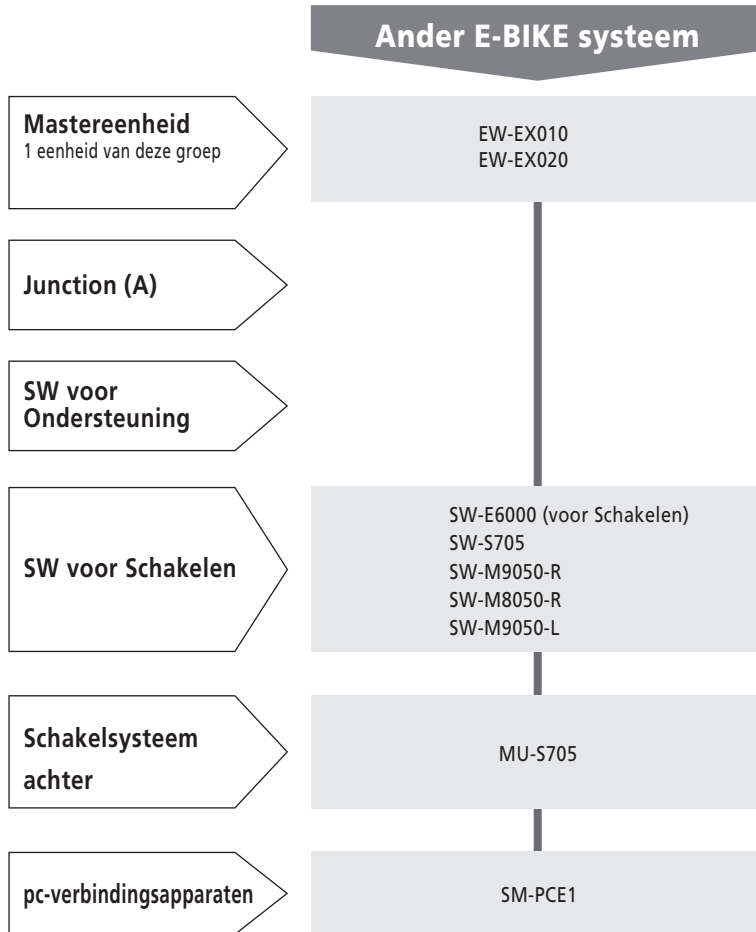 Ander E-BIKE systeem
Mastereenheid
1 eenheid van deze groep
EW-EX010
EW-EX020
Junction (A)
SW voor
Ondersteuning
SW voor Schakelen
SW-E6000 (voor Schakelen)
SW-S705
SW-M9050-R
SW-M8050-R
SW-M9050-L
Schakelsysteem
achter
MU-S705
pc-verbindingsapparaten
SM-PCE1